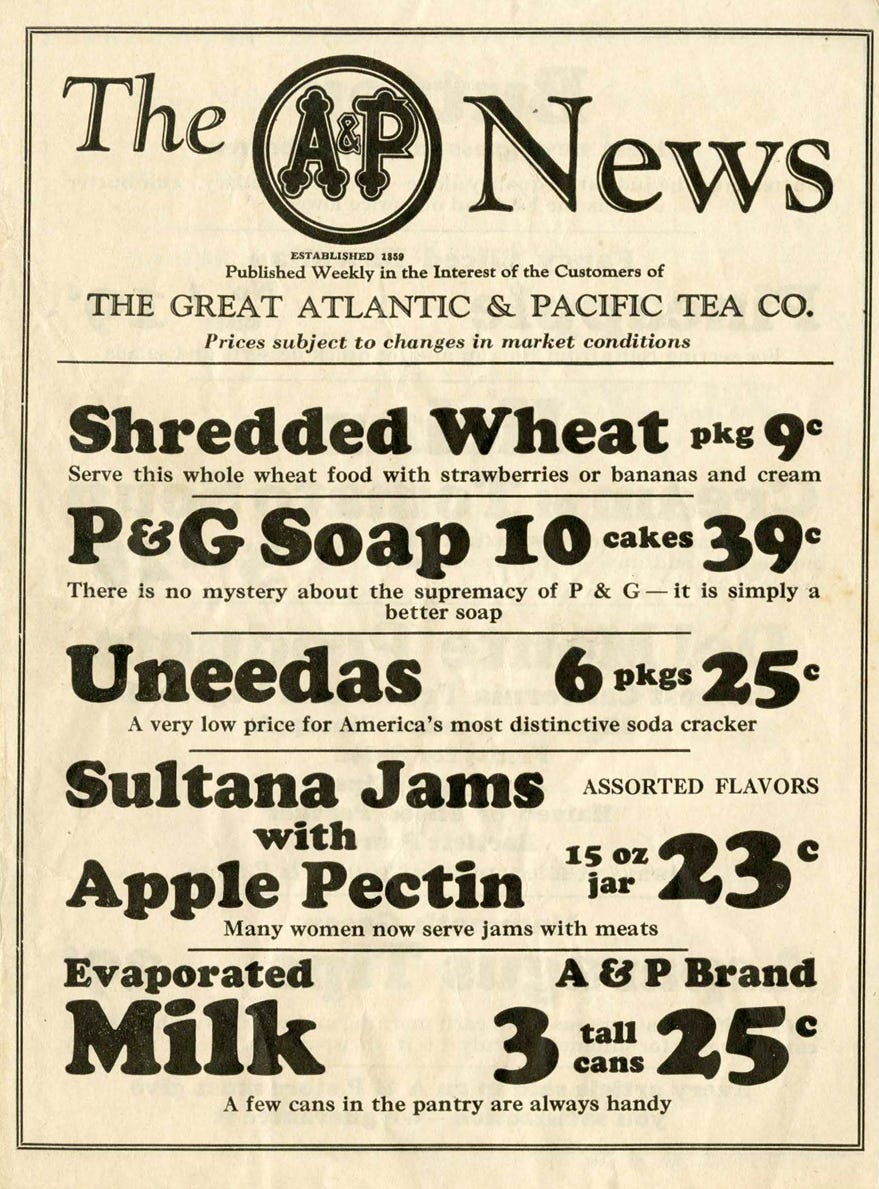 The A&P News
ESTABLISHED 1859
Published Weekly in the Interest of the Customers of
THE GREAT ATLANTIC & PACIFIC TEA CO.
Prices subject to changes in market conditions
Shredded Wheat pkg 9c
Serve this whole wheat food with strawberries or bananas and cream
P&G Soap 10 cakes 39c
There is no mystery about the supremacy of P & G — it is simply a
better soap
Uneedas 6 pkgs 25c
A very low price for America's most distinctive soda cracker
Sultana Jams ASSORTED FLAVORS
with
Apple Pectin 15 oz jar 23c
Many women now serve jams with meats
Evaporated A & P Brand
Milk 3 tall cans 25c
A few cans in the pantry are always handy